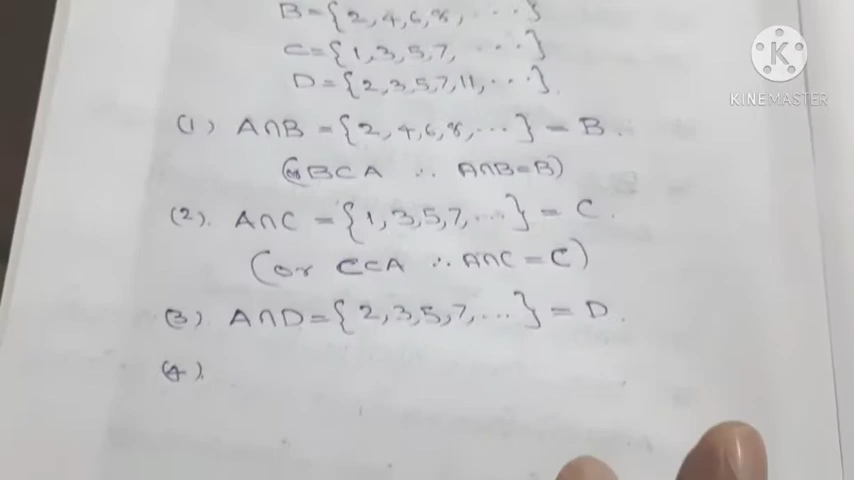 B={2,4,6,8, ....}
C={1,3,5,7, ....}
D={2,3,5,7,11, ...}.
KINEMASTER
(1) A∩B ={2,4,6,8,...} = B.
(or B⊂A ∴ A∩B=B)
(2). A∩C ={1,3,5,7,...} = C.
(or C⊂A ∴ A∩C = C)
(3). A∩D={2,3,5,7,...} = D.
(4).